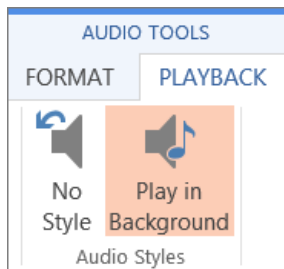 AUDIO TOOLS
FORMAT PLAYBACK
No Play in
Style Background
Audio Styles